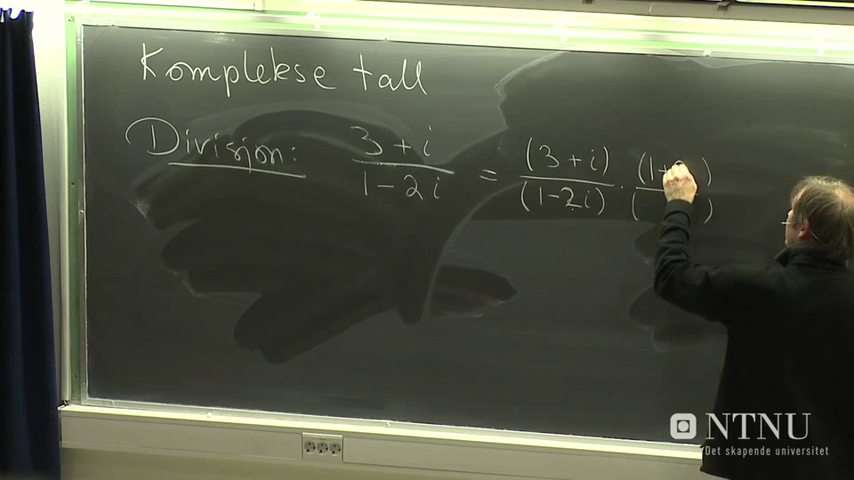 Komplekse tall
Divisjon: (3+i)/(1-2i) = (3+i)/(1-2i) · (1+
NTNU
Det skapende universitet